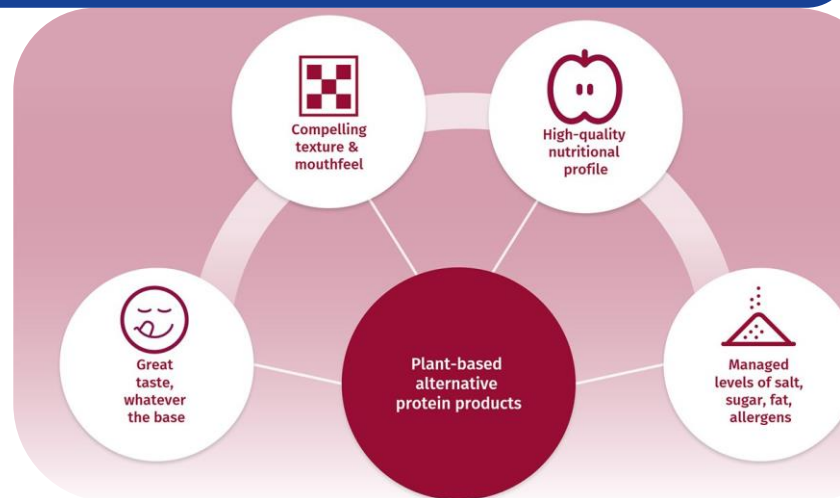 Compelling
texture &
mouthfeel
High-quality
nutritional
profile
Great
taste,
whatever
the base
Plant-based
alternative
protein products
Managed
levels of salt,
sugar, fat,
allergens